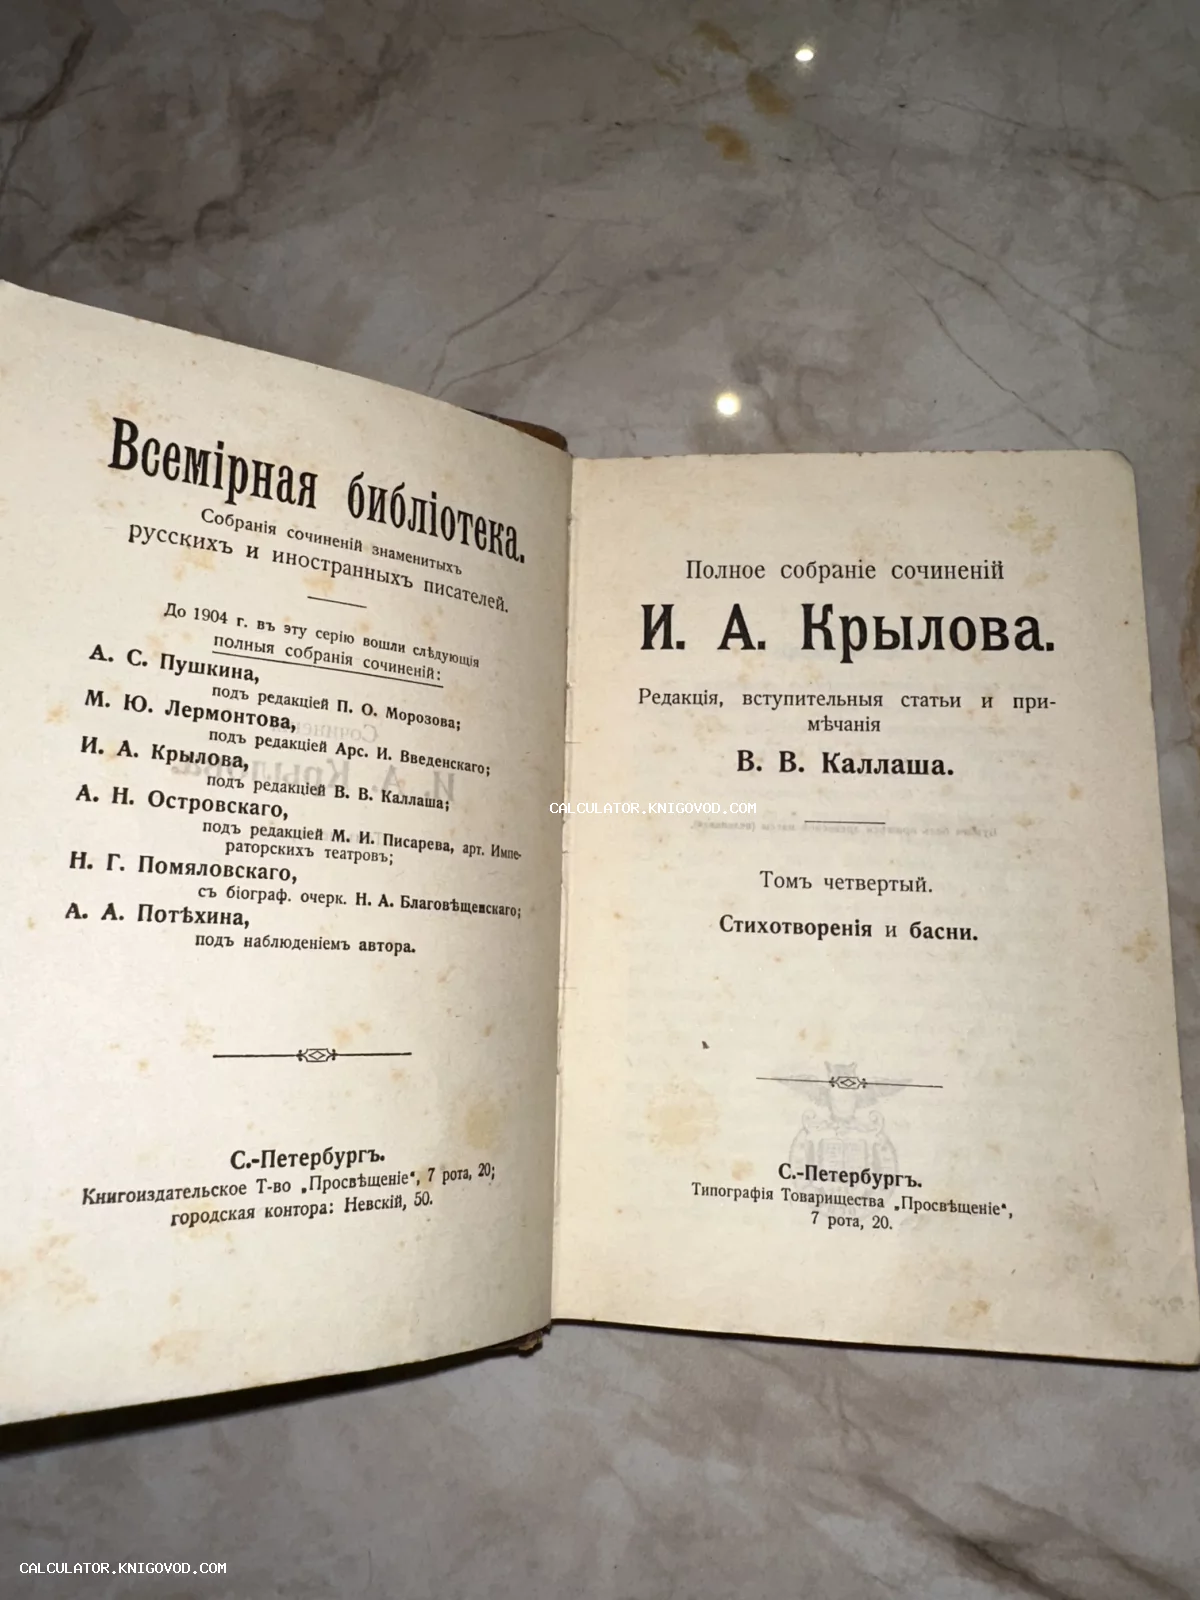 Всемірная библіотека.
Собранія сочиненій знаменитыхъ
русскихъ и иностранныхъ писателей.
До 1904 г. въ эту серію вошли слѣдующія
полныя собранія сочиненій:
А. С. Пушкина,
подъ редакціей П. О. Морозова;
М. Ю. Лермонтова,
подъ редакціей Арс. И. Введенскаго;
И. А. Крылова,
подъ редакціей В. В. Каллаша;
А. Н. Островскаго,
подъ редакціей М. И. Писарева, арт. Импе-
раторскихъ театровъ;
Н. Г. Помяловскаго,
съ біограф. очерк. Н. А. Благовѣщенскаго;
А. А. Потѣхина,
подъ наблюденіемъ автора.
С.-Петербургъ.
Книгоиздательское Т-во „Просвѣщеніе“, 7 рота, 20;
городская контора: Невскій, 50.
Полное собраніе сочиненій
И. А. Крылова.
Редакція, вступительныя статьи и при-
мѣчанія
В. В. Каллаша.
CALCULATOR.KNIGOVOD.COM
Томъ четвертый.
Стихотворенія и басни.
С.-Петербургъ.
Типографія Товарищества „Просвѣщеніе“,
7 рота, 20.
CALCULATOR.KNIGOVOD.COM